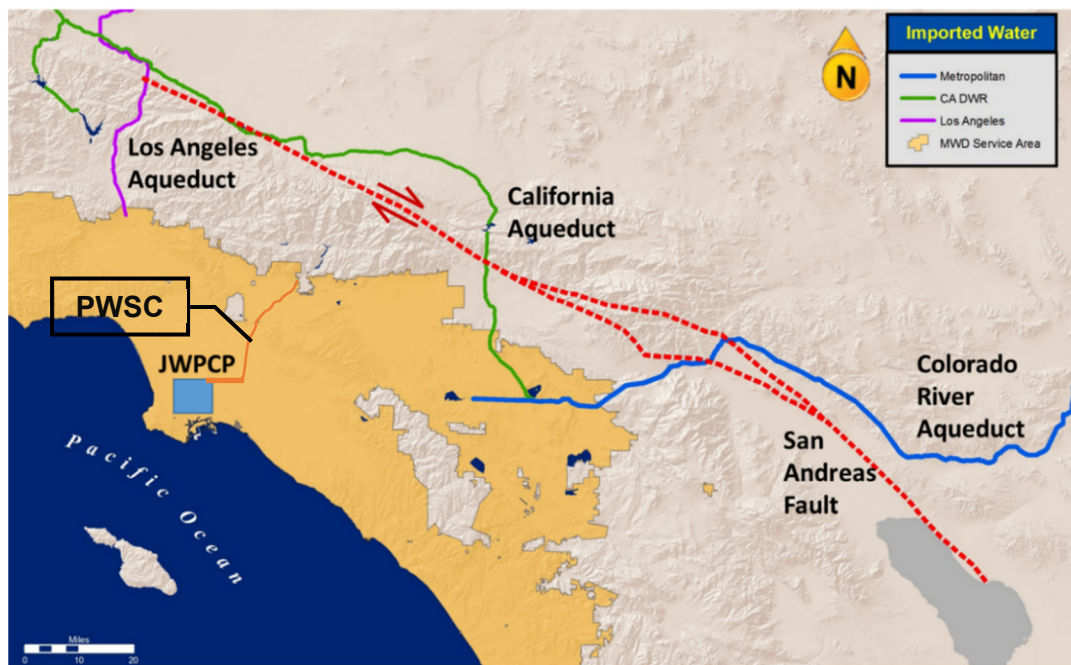 Imported Water
Metropolitan
CA DWR
Los Angeles
MWD Service Area
N
Los Angeles
Aqueduct
California
Aqueduct
PWSC
JWPCP
Colorado
River
Aqueduct
San
Andreas
Fault
Pacific Ocean
Miles
0 10 20